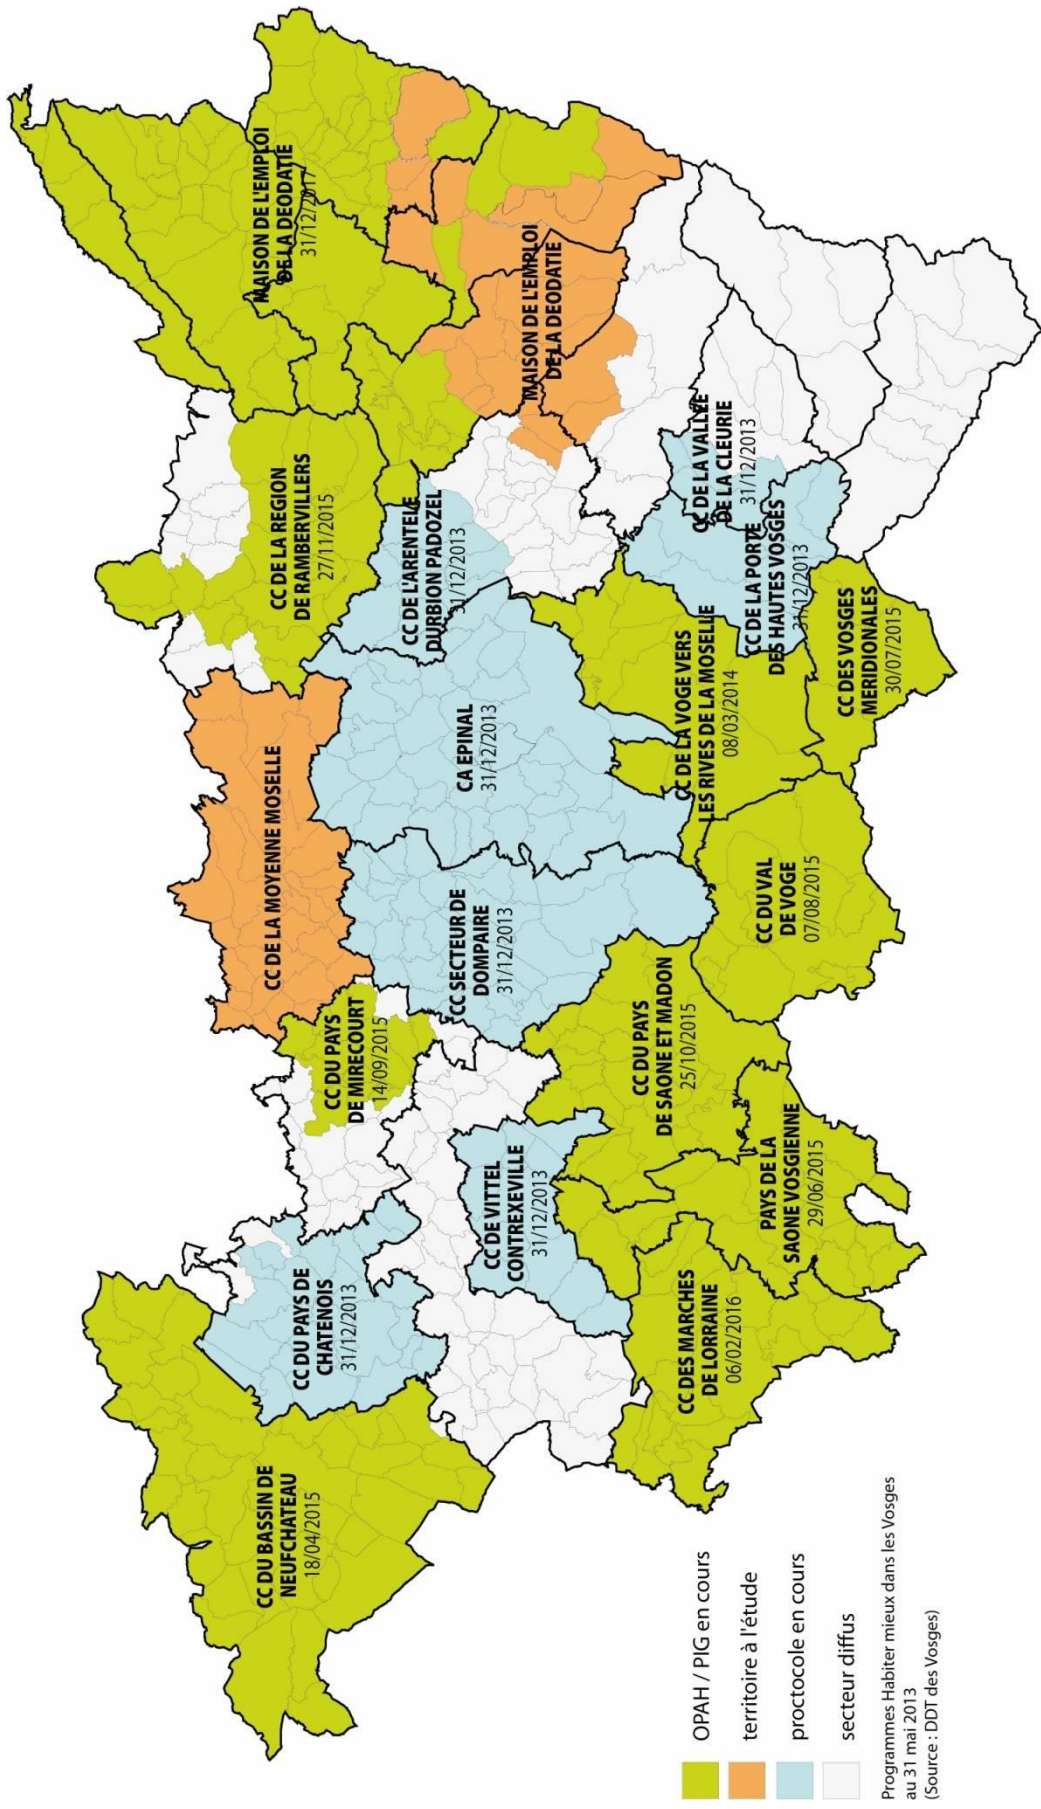 CC DU BASSIN DE
NEUFCHATEAU
18/04/2015
CC DU PAYS DE
CHATENOIS
31/12/2013
CC DU PAYS
DE MIRECOURT
14/09/2015
CC DE LA MOYENNE MOSELLE
CC DE LA REGION
DE RAMBERVILLERS
27/11/2015
MAISON DE L'EMPLOI
DE LA DEODATIE
31/12/2017
CC DE VITTEL
CONTREXEVILLE
31/12/2013
CC SECTEUR DE
DOMPAIRE
31/12/2013
CA EPINAL
31/12/2013
CC DE L'ARENTELE
DURBION PADOZEL
31/12/2013
MAISON DE L'EMPLOI
DE LA DEODATIE
CC DES MARCHES
DE LORRAINE
06/02/2016
PAYS DE LA
SAONE VOSGIENNE
29/06/2015
CC DU PAYS
DE SAONE ET MADON
25/10/2015
CC DU VAL
DE VOGE
07/08/2015
CC DE LA VOGE VERS
LES RIVES DE LA MOSELLE
08/03/2014
CC DE LA VALLEE
DE LA CLEURIE
31/12/2013
CC DE LA PORTE
DES HAUTES VOSGES
31/12/2013
CC DES VOSGES
MERIDIONALES
30/07/2015
OPAH / PIG en cours
territoire à l'étude
proctocole en cours
secteur diffus
Programmes Habiter mieux dans les Vosges
au 31 mai 2013
(Source : DDT des Vosges)